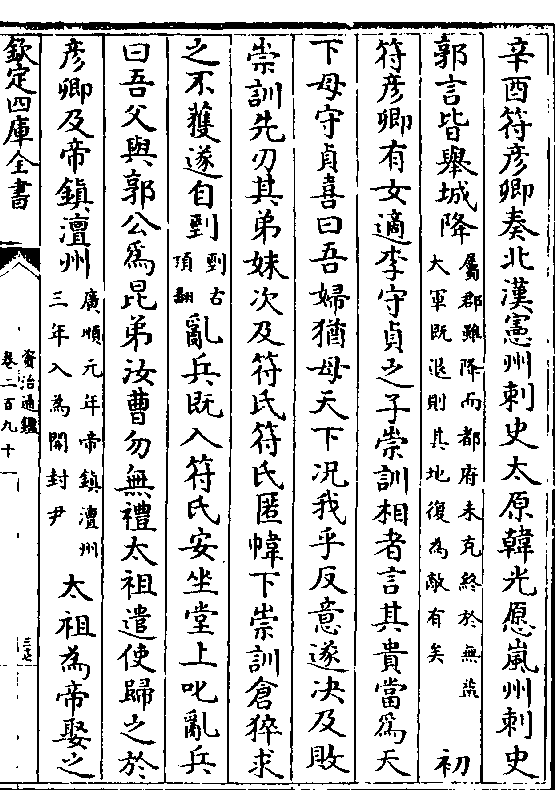 辛酉符彦卿奏北漢憲州刺史太原韓光愿嵐州刺史
郭言皆舉城降屬郡雖降而都府未克終於無益大軍既退則其地復為敵有矣初
符彦卿有女適李守貞之子崇訓相者言其貴當為天
下母守貞喜曰吾婦猶母天下况我乎反意遂决及敗
崇訓先刃其弟妹次及符氏符氏匿幃下崇訓倉猝求
之不獲遂自剄剄古頂翻亂兵既入符氏安坐堂上叱亂兵
曰吾父與郭公為昆弟汝曹勿無禮太祖遣使歸之於
彦卿及帝鎮澶州廣順元年帝鎮澶州三年入為開封尹太祖為帝娶之
欽定四庫全書
資治通鑑
卷二百九十一
三七